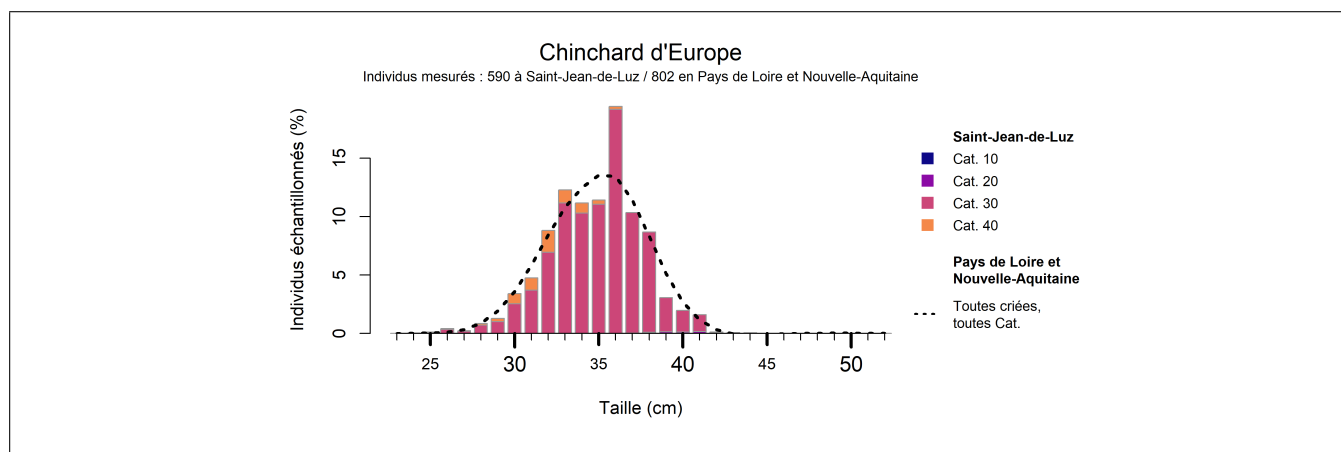 Chinchard d'Europe
Individus mesurés : 590 à Saint-Jean-de-Luz / 802 en Pays de Loire et Nouvelle-Aquitaine
Individus échantillonnés (%)
15
10
5
0
25
30
35
40
45
50
Taille (cm)
Saint-Jean-de-Luz
Cat. 10
Cat. 20
Cat. 30
Cat. 40
Pays de Loire et
Nouvelle-Aquitaine
Toutes criées,
toutes Cat.